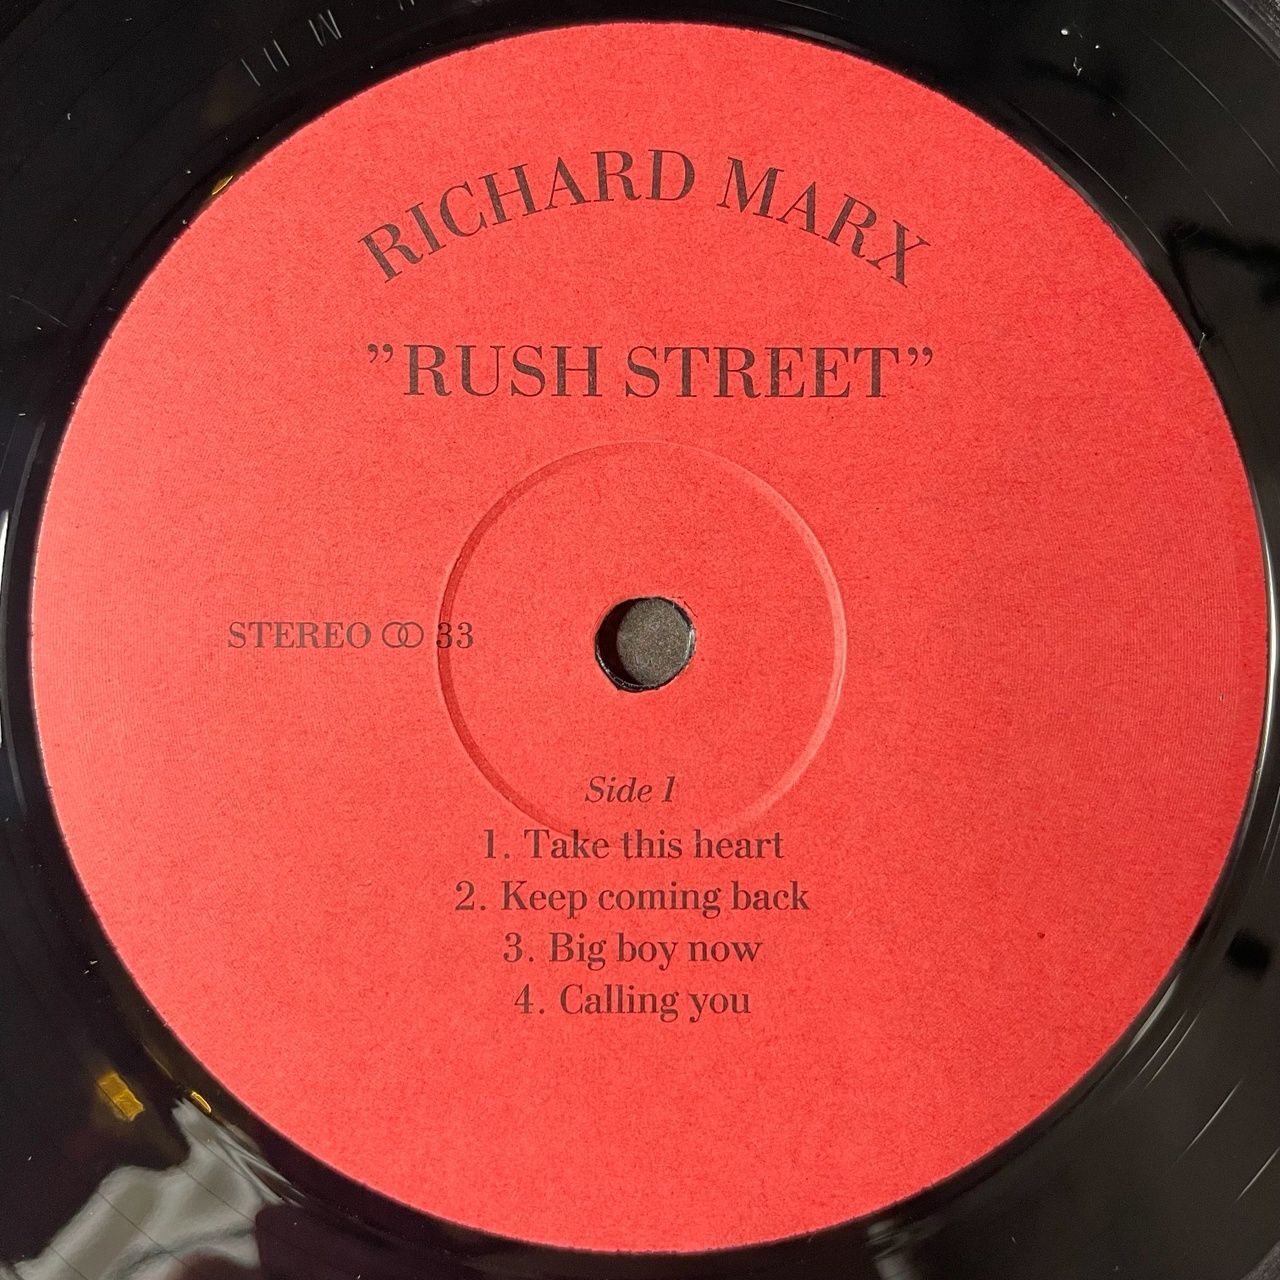 RICHARD MARX
”RUSH STREET”
STEREO 33
Side 1
1. Take this heart
2. Keep coming back
3. Big boy now
4. Calling you